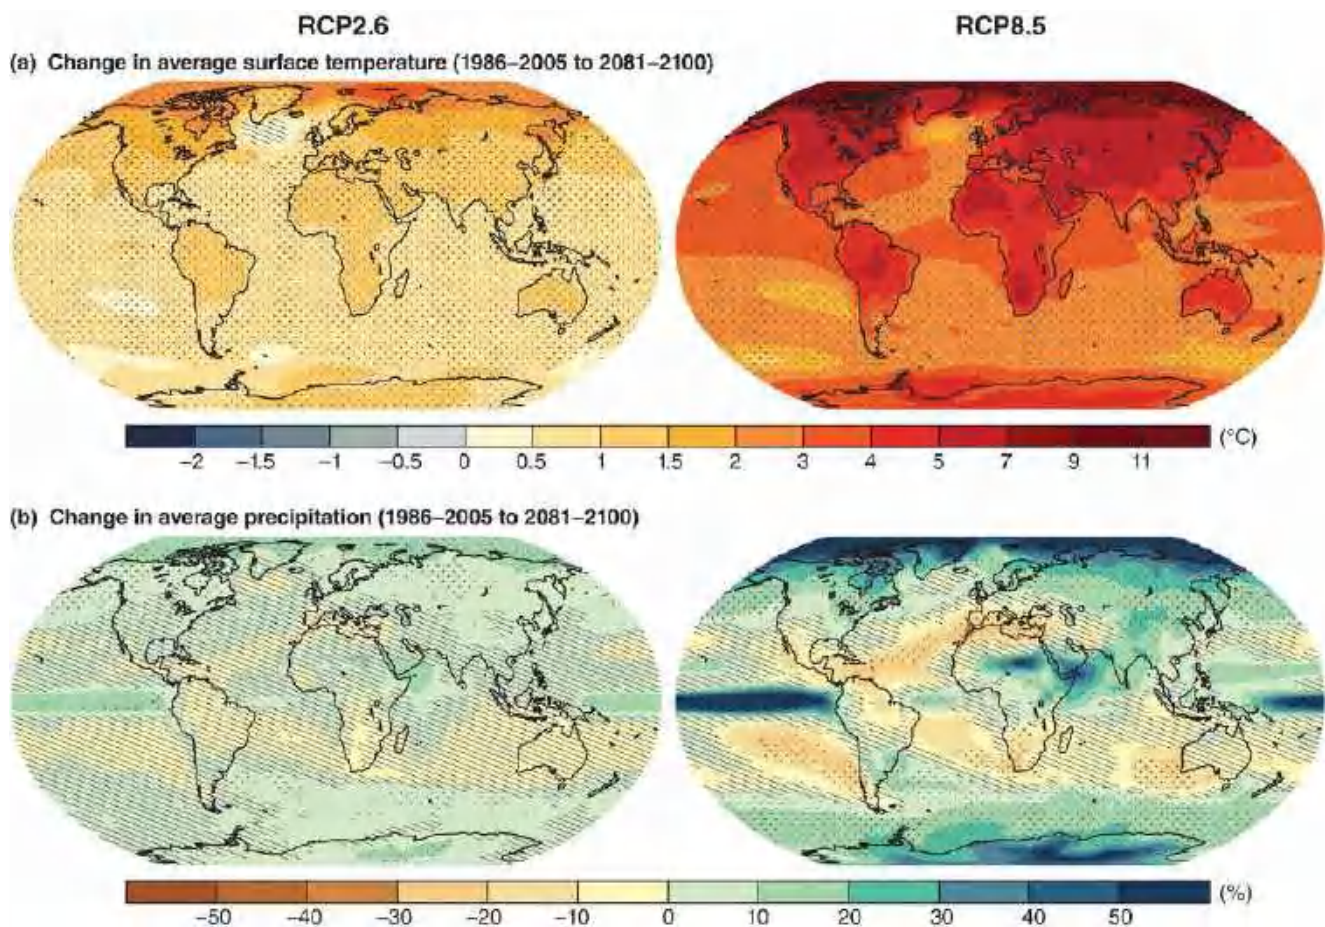 RCP2.6 RCP8.5
(a) Change in average surface temperature (1986–2005 to 2081–2100)
−2 −1.5 −1 −0.5 0 0.5 1 1.5 2 3 4 5 7 9 11 (°C)
(b) Change in average precipitation (1986–2005 to 2081–2100)
−50 −40 −30 −20 −10 0 10 20 30 40 50 (%)